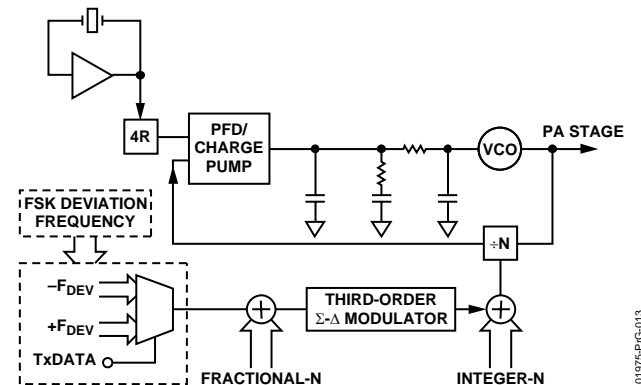 4R
PFD/
CHARGE
PUMP
VCO
PA STAGE
÷N
FSK DEVIATION
FREQUENCY
–FDEV
+FDEV
TxDATA
THIRD-ORDER
Σ-Δ MODULATOR
FRACTIONAL-N
INTEGER-N
01975-PrG-013